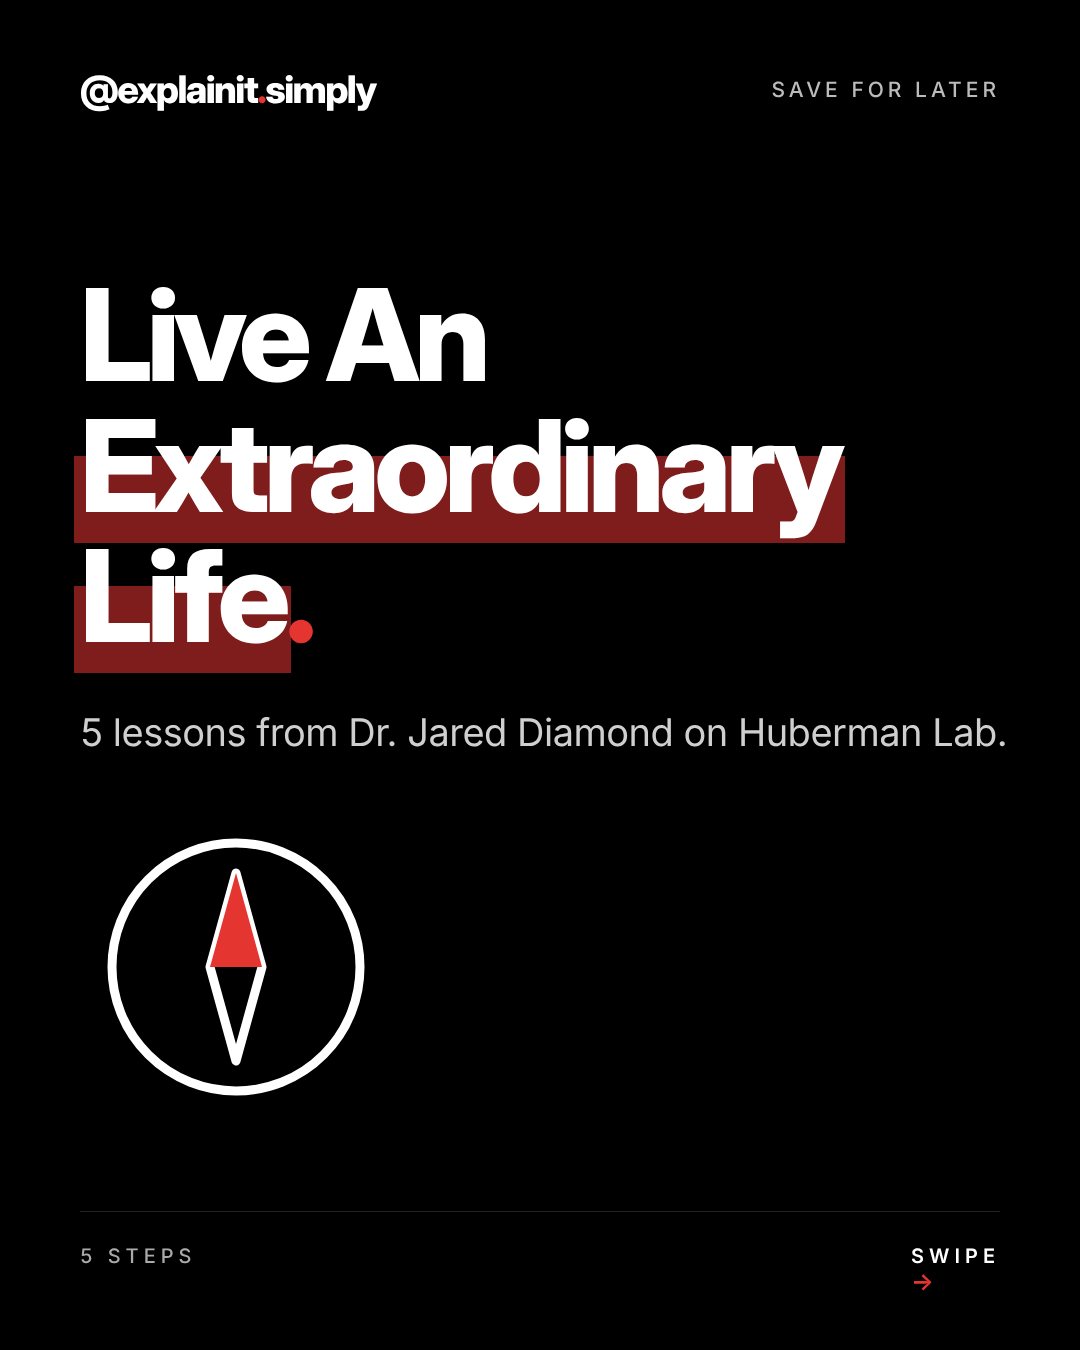 @explainit.simply
SAVE FOR LATER
Live An
Extraordinary
Life.
5 lessons from Dr. Jared Diamond on Huberman Lab.
5 STEPS
SWIPE
→